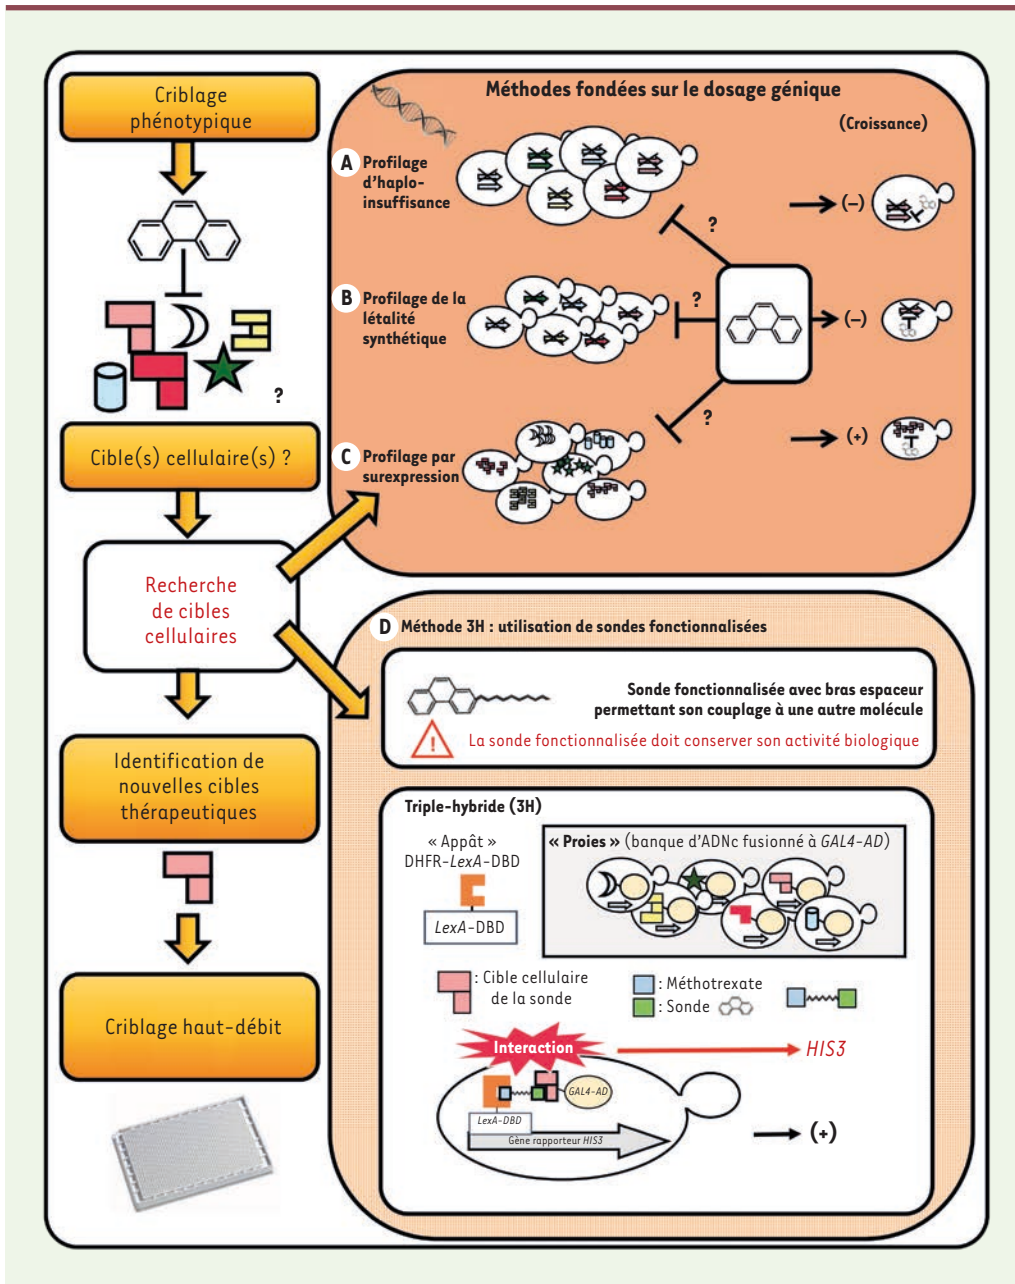 Criblage
phénotypique
?
Cible(s) cellulaire(s) ?
Recherche
de cibles
cellulaires
Identification de
nouvelles cibles
thérapeutiques
Criblage haut-débit
Méthodes fondées sur le dosage génique
(Croissance)
A Profilage
d'haplo-
insuffisance
?
(–)
B Profilage de la
létalité
synthétique
?
(–)
C Profilage par
surexpression
?
(+)
D Méthode 3H : utilisation de sondes fonctionnalisées
Sonde fonctionnalisée avec bras espaceur
permettant son couplage à une autre molécule
! La sonde fonctionnalisée doit conserver son activité biologique
Triple-hybride (3H)
« Appât »
DHFR-LexA-DBD
LexA-DBD
« Proies » (banque d'ADNc fusionné à GAL4-AD)
: Cible cellulaire
de la sonde
: Méthotrexate
: Sonde
Interaction
HIS3
GAL4-AD
LexA-DBD
Gène rapporteur HIS3
(+)